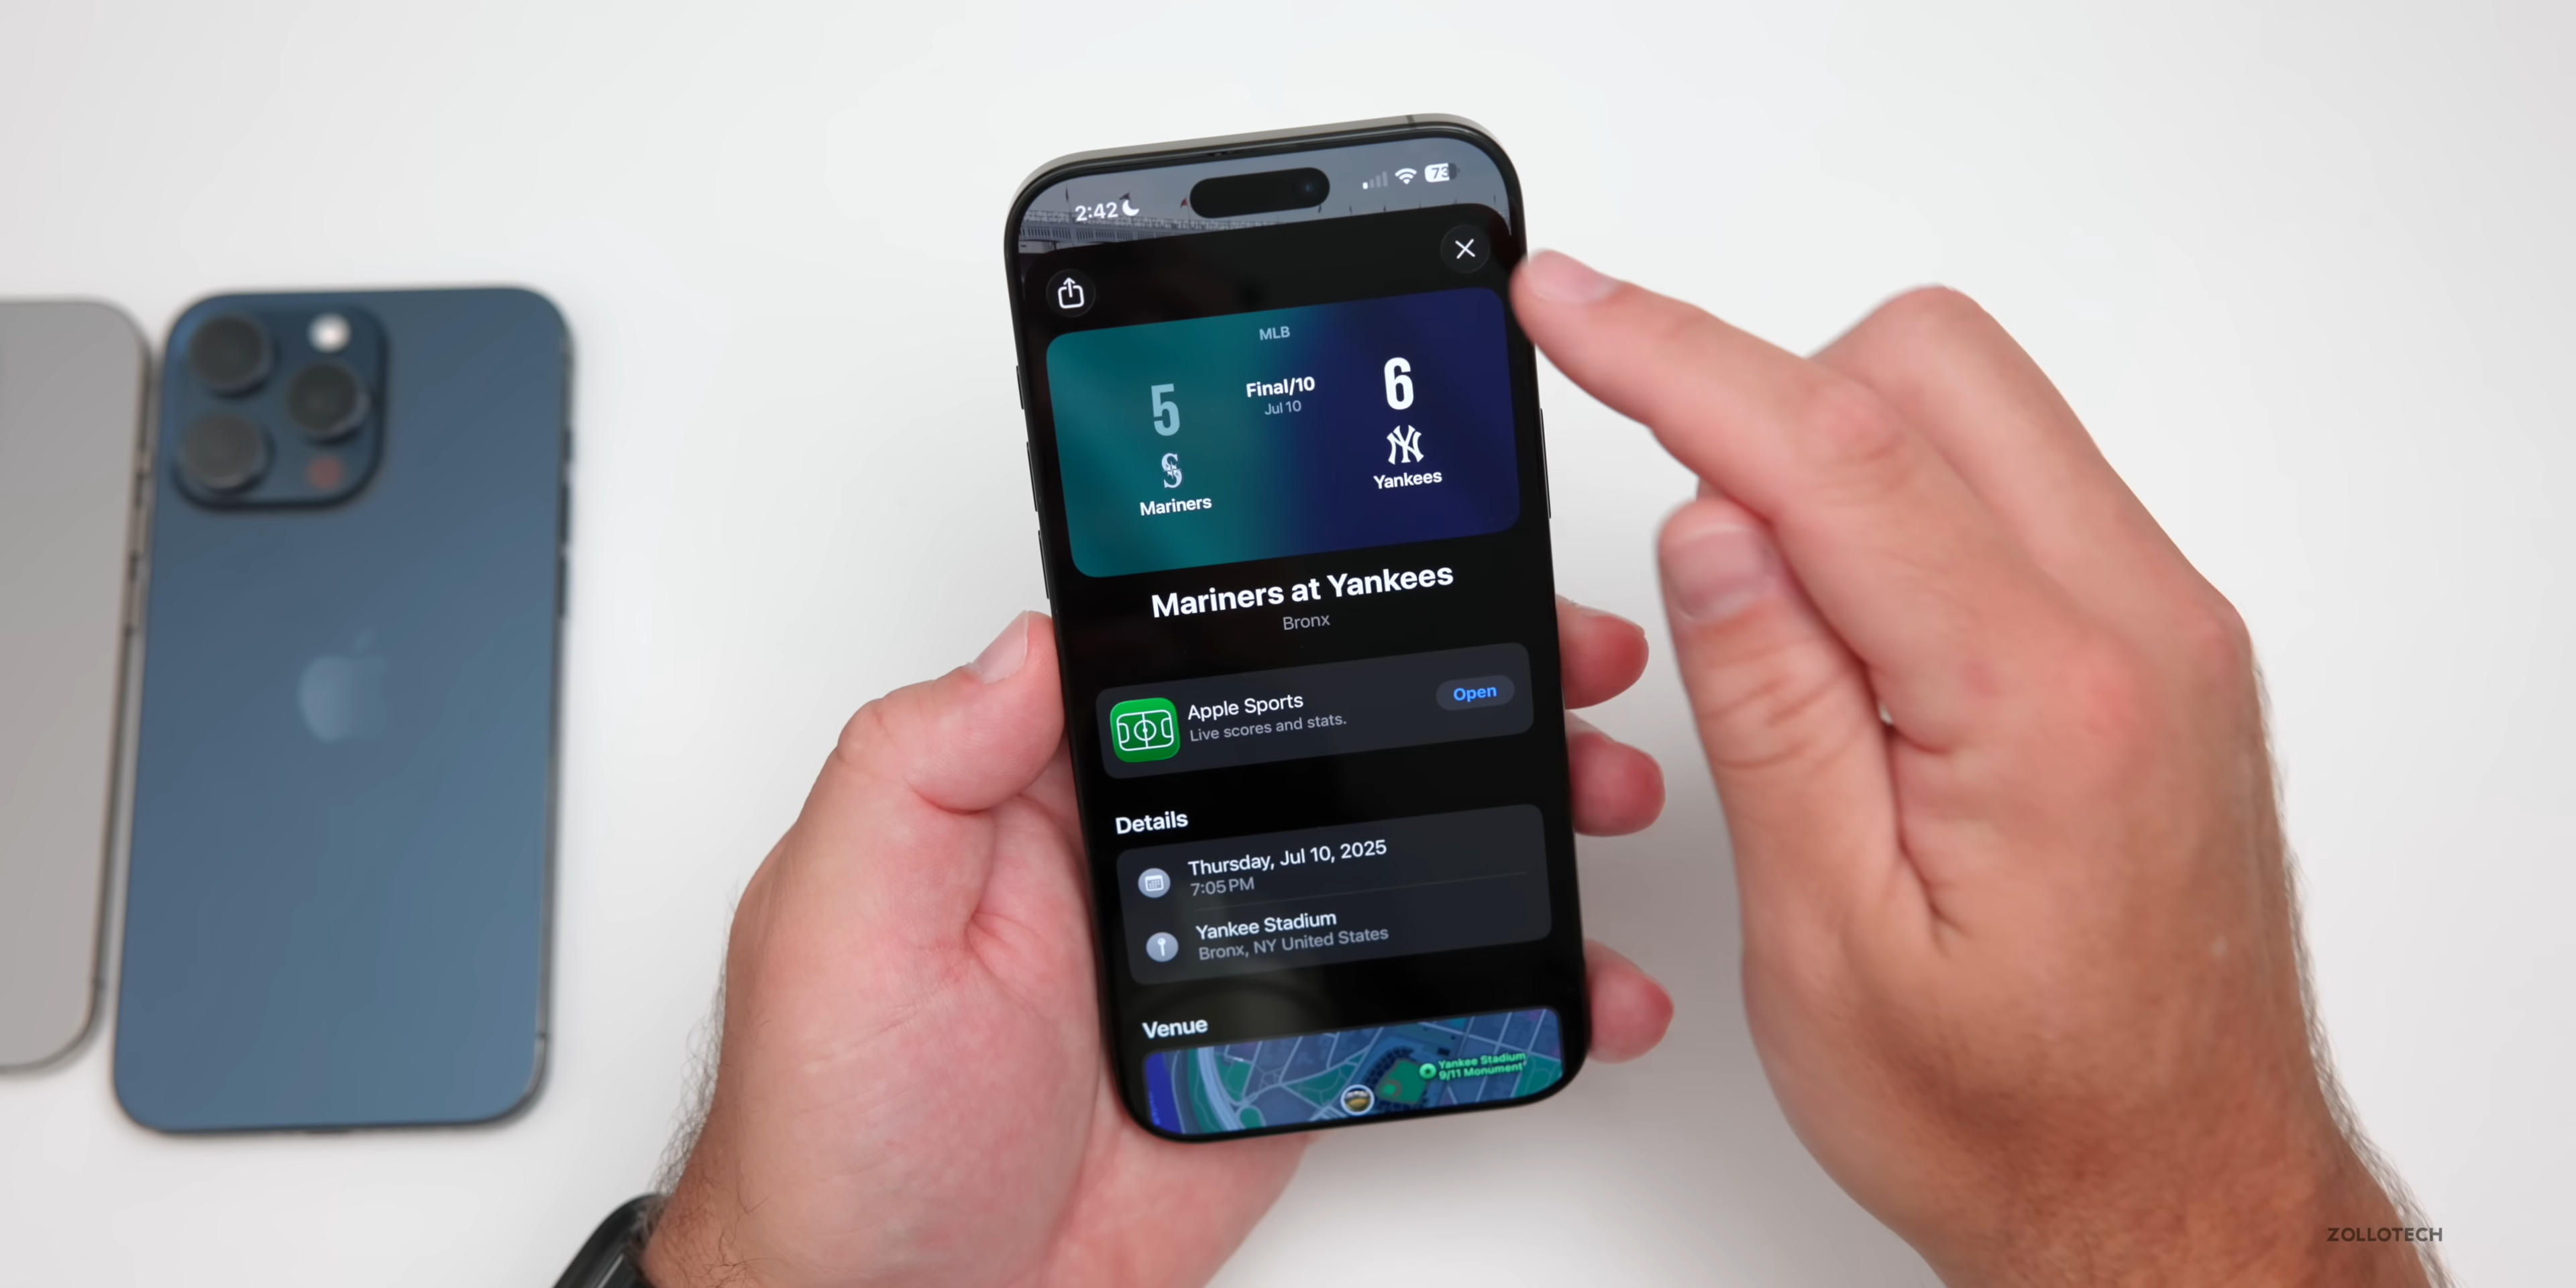 2:42
73
MLB
5
Final/10
Jul 10
6
Mariners
Yankees
Mariners at Yankees
Bronx
Apple Sports
Live scores and stats.
Open
Details
Thursday, Jul 10, 2025
7:05 PM
Yankee Stadium
Bronx, NY United States
Venue
Yankee Stadium
9/11 Monument
ZOLLOTECH